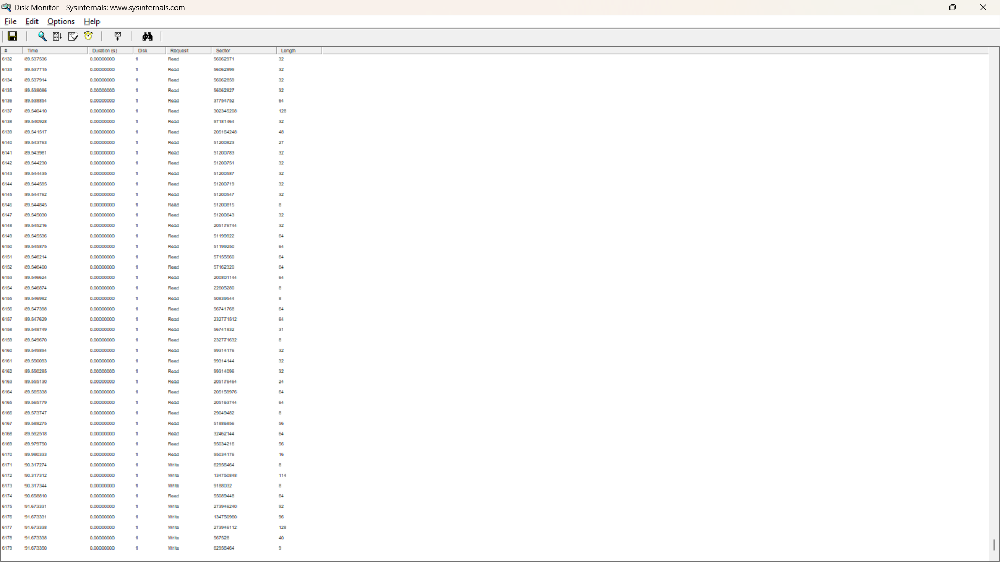 Disk Monitor - Sysinternals: www.sysinternals.com
File Edit Options Help
# Time Duration (s) Disk Request Sector Length
6132 89.537536 0.00000000 1 Read 56062971 32
6133 89.537715 0.00000000 1 Read 56062899 32
6134 89.537914 0.00000000 1 Read 56062859 32
6135 89.538086 0.00000000 1 Read 56062827 32
6136 89.538854 0.00000000 1 Read 37754752 64
6137 89.540410 0.00000000 1 Read 302345208 128
6138 89.540928 0.00000000 1 Read 97181464 32
6139 89.541517 0.00000000 1 Read 205164248 48
6140 89.543763 0.00000000 1 Read 51200823 27
6141 89.543981 0.00000000 1 Read 51200783 32
6142 89.544230 0.00000000 1 Read 51200751 32
6143 89.544435 0.00000000 1 Read 51200587 32
6144 89.544595 0.00000000 1 Read 51200719 32
6145 89.544762 0.00000000 1 Read 51200547 32
6146 89.544845 0.00000000 1 Read 51200815 8
6147 89.545030 0.00000000 1 Read 51200643 32
6148 89.545216 0.00000000 1 Read 205176744 32
6149 89.545536 0.00000000 1 Read 51199922 64
6150 89.545875 0.00000000 1 Read 51199250 64
6151 89.546214 0.00000000 1 Read 57155560 64
6152 89.546400 0.00000000 1 Read 57162320 64
6153 89.546624 0.00000000 1 Read 200801144 64
6154 89.546874 0.00000000 1 Read 22605280 8
6155 89.546982 0.00000000 1 Read 50839544 8
6156 89.547398 0.00000000 1 Read 56741768 64
6157 89.547629 0.00000000 1 Read 232771512 64
6158 89.548749 0.00000000 1 Read 56741832 31
6159 89.549670 0.00000000 1 Read 232771632 8
6160 89.549894 0.00000000 1 Read 99314176 32
6161 89.550093 0.00000000 1 Read 99314144 32
6162 89.550285 0.00000000 1 Read 99314096 32
6163 89.555130 0.00000000 1 Read 205176464 24
6164 89.565338 0.00000000 1 Read 205159976 64
6165 89.565779 0.00000000 1 Read 205163744 64
6166 89.573747 0.00000000 1 Read 29049482 8
6167 89.588275 0.00000000 1 Read 51886856 56
6168 89.592518 0.00000000 1 Read 32462144 64
6169 89.979750 0.00000000 1 Read 95034216 56
6170 89.980333 0.00000000 1 Read 95034176 16
6171 90.317274 0.00000000 1 Write 62956464 8
6172 90.317312 0.00000000 1 Write 134750848 114
6173 90.317344 0.00000000 1 Write 9188032 8
6174 90.658810 0.00000000 1 Read 55089448 64
6175 91.673331 0.00000000 1 Write 273946240 92
6176 91.673331 0.00000000 1 Write 134750960 96
6177 91.673338 0.00000000 1 Write 273946112 128
6178 91.673338 0.00000000 1 Write 567528 40
6179 91.673350 0.00000000 1 Write 62956464 9